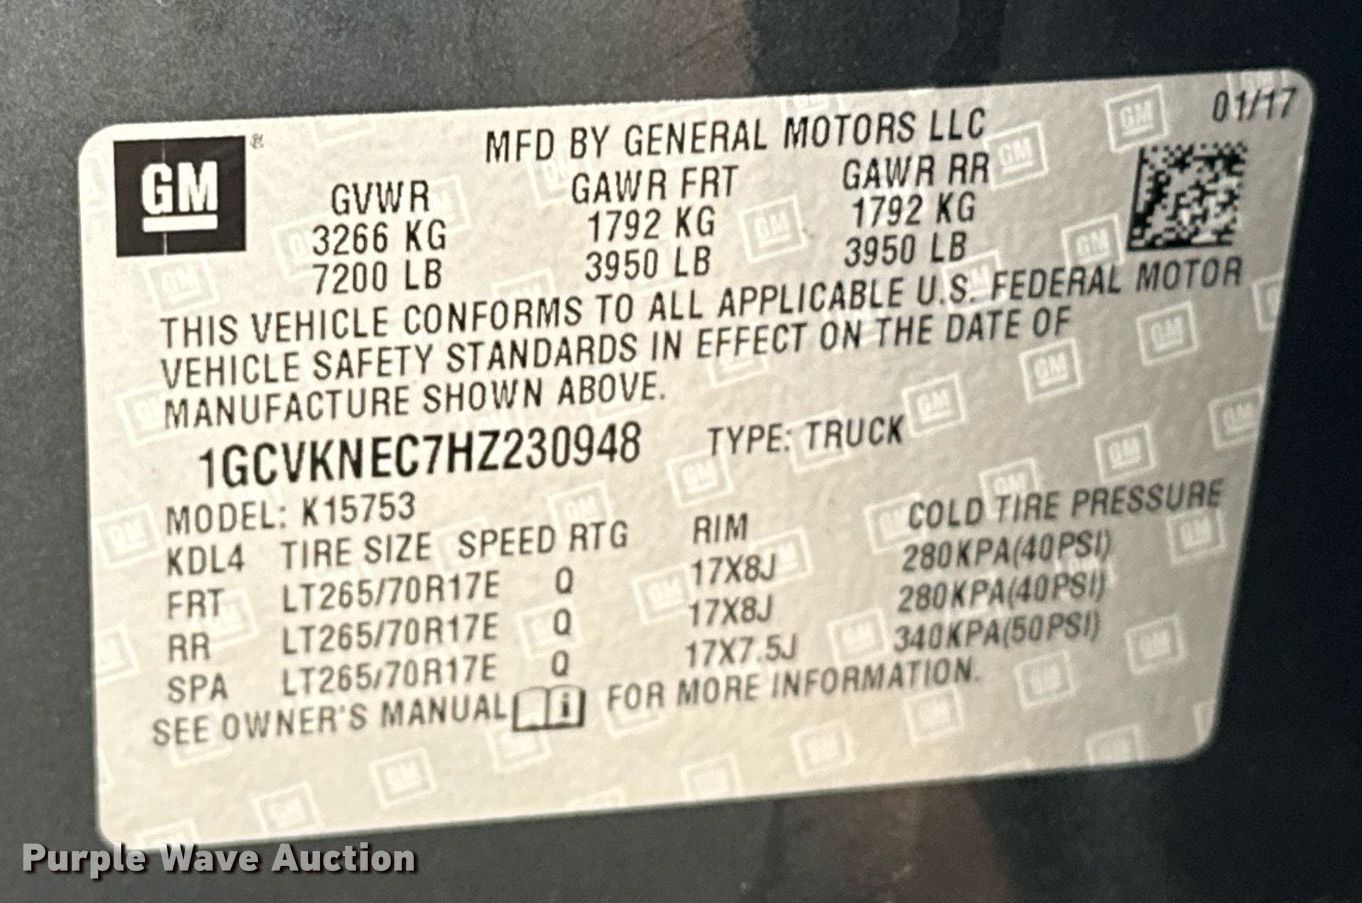 01/17
GM ® MFD BY GENERAL MOTORS LLC
GVWR GAWR FRT GAWR RR
3266 KG 1792 KG 1792 KG
7200 LB 3950 LB 3950 LB
THIS VEHICLE CONFORMS TO ALL APPLICABLE U.S. FEDERAL MOTOR
VEHICLE SAFETY STANDARDS IN EFFECT ON THE DATE OF
MANUFACTURE SHOWN ABOVE.
1GCVKNEC7HZ230948 TYPE: TRUCK
MODEL: K15753
KDL4 TIRE SIZE SPEED RTG RIM COLD TIRE PRESSURE
FRT LT265/70R17E Q 17X8J 280KPA(40PSI)
RR LT265/70R17E Q 17X8J 280KPA(40PSI)
SPA LT265/70R17E Q 17X7.5J 340KPA(50PSI)
SEE OWNER'S MANUAL i FOR MORE INFORMATION.
Purple Wave Auction